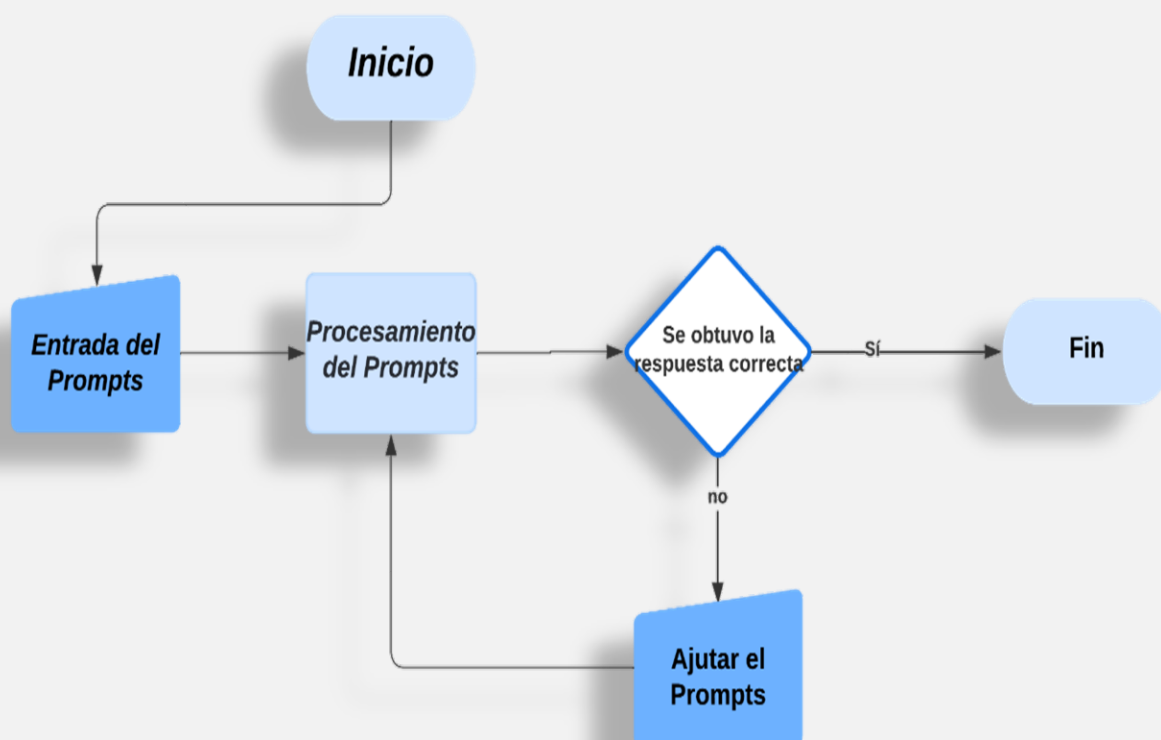 Inicio
Entrada del
Prompts
Procesamiento
del Prompts
Se obtuvo la
respuesta correcta
Sí
Fin
no
Ajutar el
Prompts